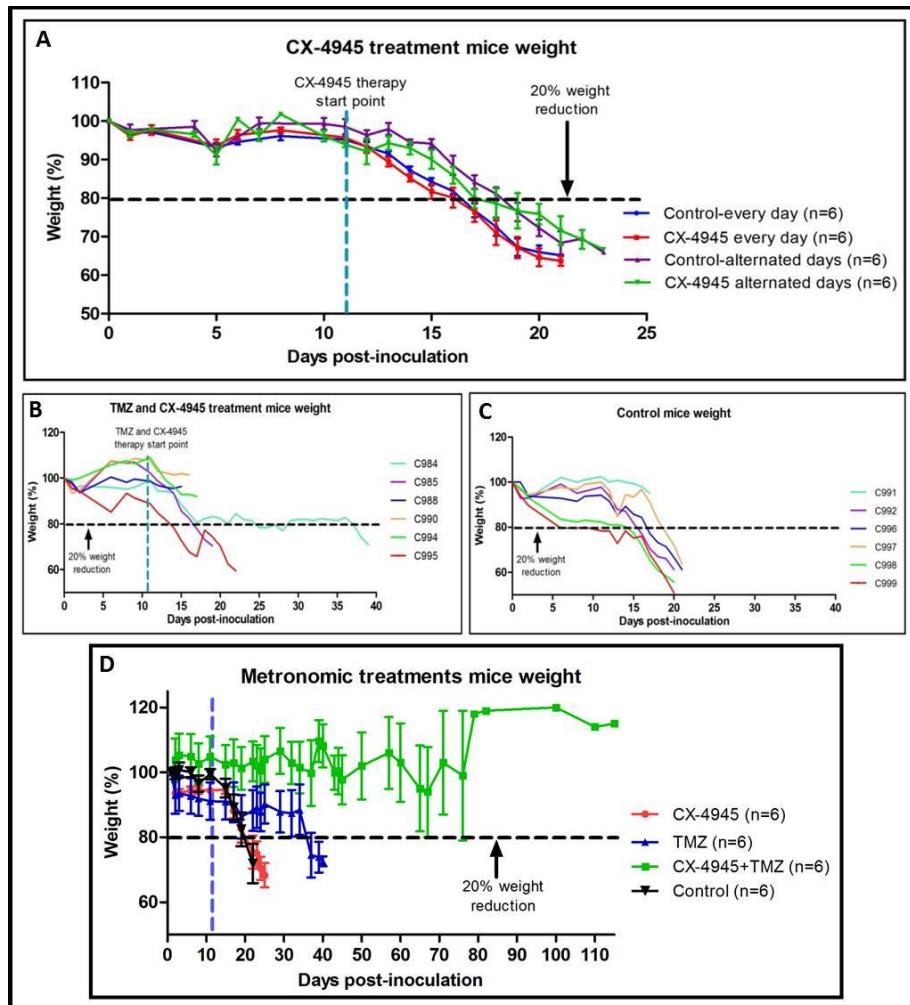 A
CX-4945 treatment mice weight
CX-4945 therapy
start point
20% weight
reduction
110
100
90
80
70
60
50
Weight (%)
0 5 10 15 20 25
Days post-inoculation
Control-every day (n=6)
CX-4945 every day (n=6)
Control-alternated days (n=6)
CX-4945 alternated days (n=6)
B
TMZ and CX-4945 treatment mice weight
TMZ and CX-4945
therapy start point
120
100
80
60
Weight (%)
20% weight
reduction
0 5 10 15 20 25 30 35 40
Days post-inoculation
C984
C985
C988
C990
C994
C995
C
Control mice weight
120
100
80
60
Weight (%)
20% weight
reduction
0 5 10 15 20 25 30 35 40
Days post-inoculation
C991
C992
C996
C997
C998
C999
D
Metronomic treatments mice weight
120
100
80
60
Weight (%)
20% weight
reduction
0 10 20 30 40 50 60 70 80 90 100 110
Days post-inoculation
CX-4945 (n=6)
TMZ (n=6)
CX-4945+TMZ (n=6)
Control (n=6)